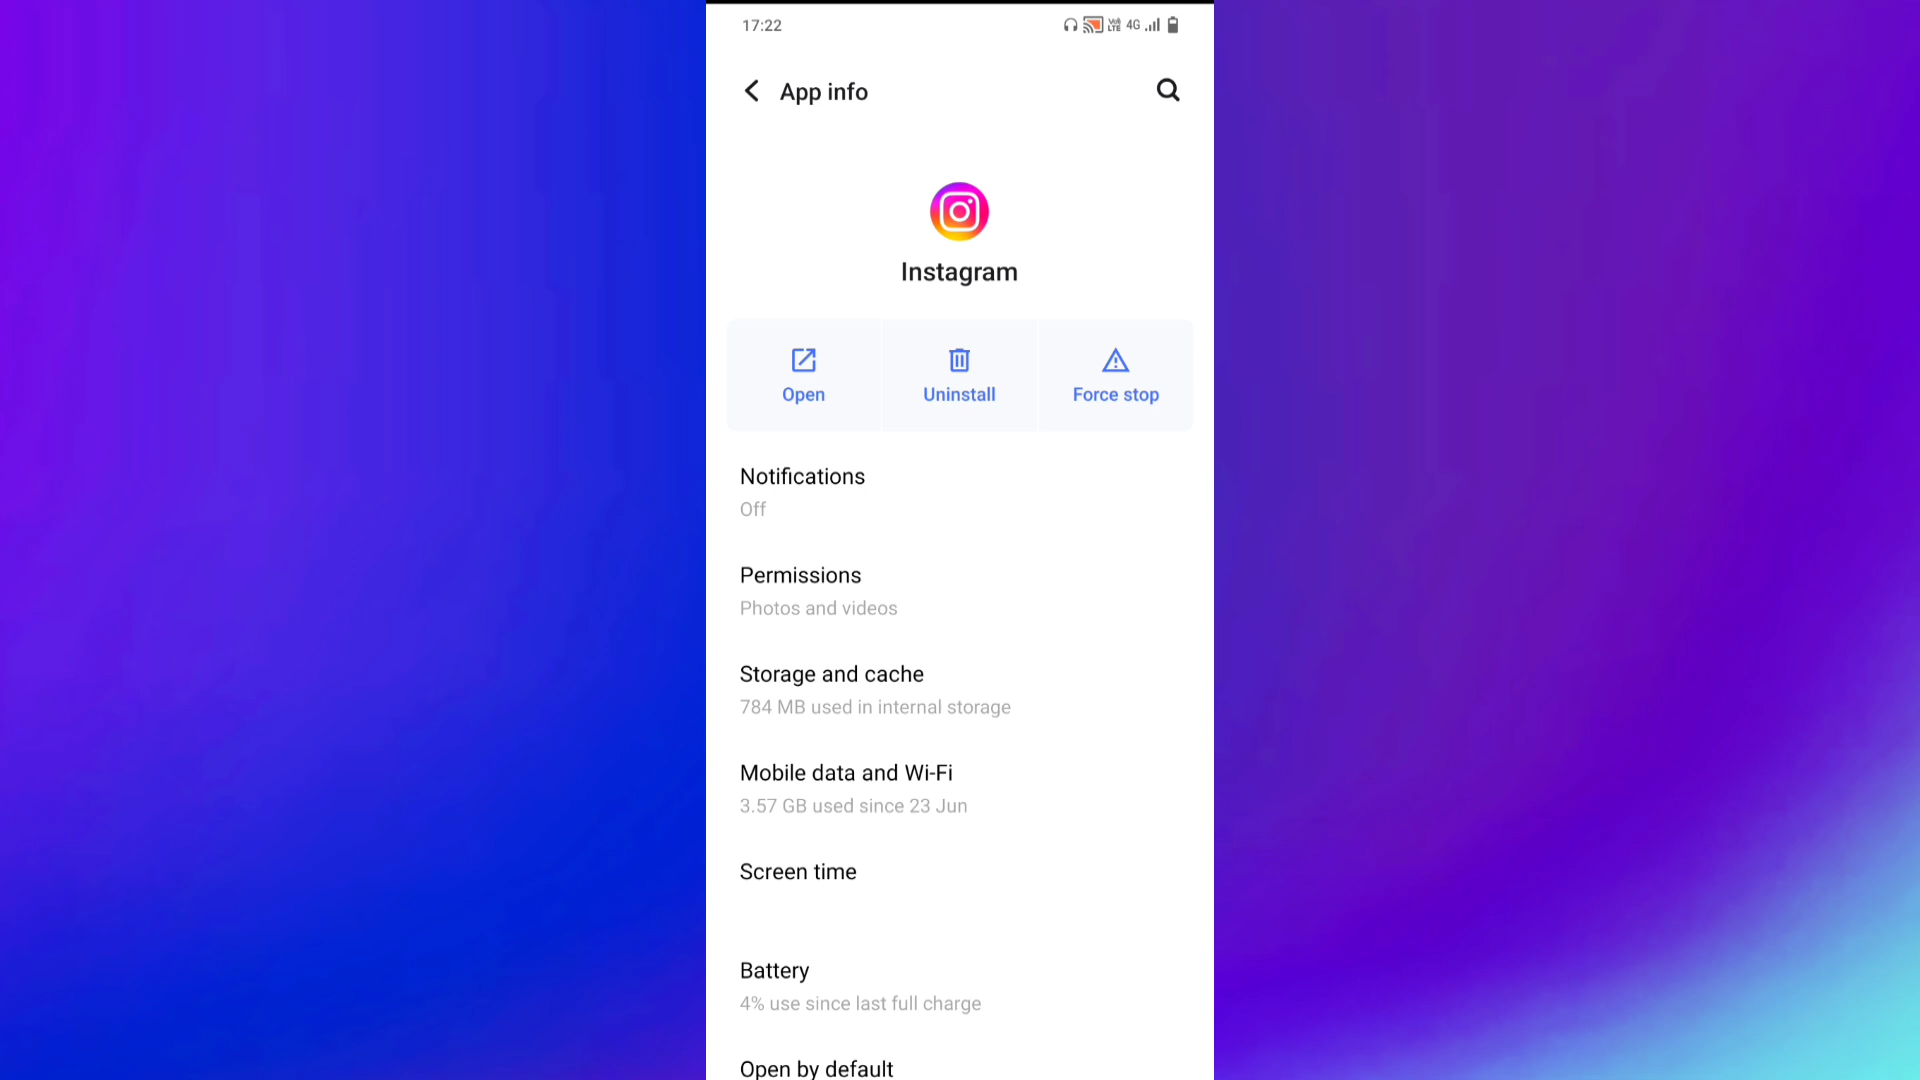 17:22
Vo) LTE 4G
App info
Instagram
Open
Uninstall
Force stop
Notifications
Off
Permissions
Photos and videos
Storage and cache
784 MB used in internal storage
Mobile data and Wi-Fi
3.57 GB used since 23 Jun
Screen time
Battery
4% use since last full charge
Open by default